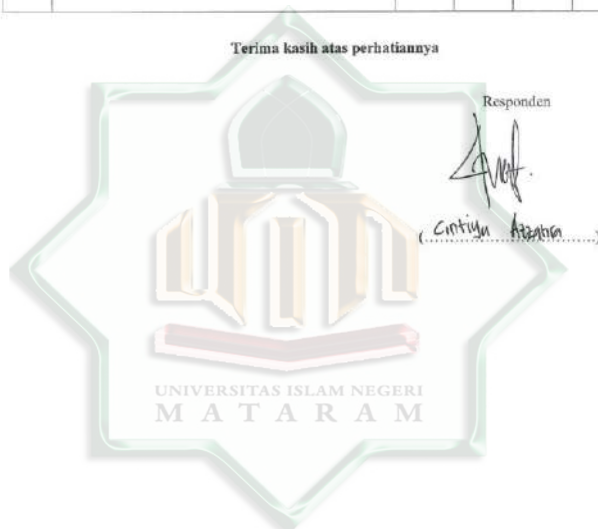 Terima kasih atas perhatiannya
Responden
(Cintiya Azzahra)
UNIVERSITAS ISLAM NEGERI
MATARAM